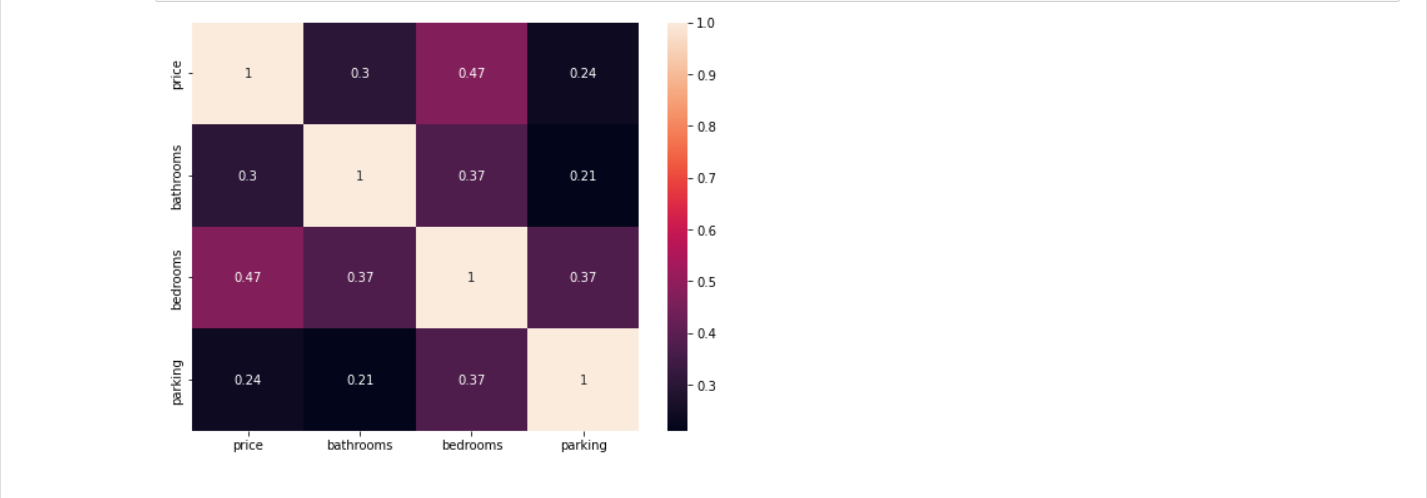 price 1 0.3 0.47 0.24
bathrooms 0.3 1 0.37 0.21
bedrooms 0.47 0.37 1 0.37
parking 0.24 0.21 0.37 1
price bathrooms bedrooms parking
1.0
0.9
0.8
0.7
0.6
0.5
0.4
0.3